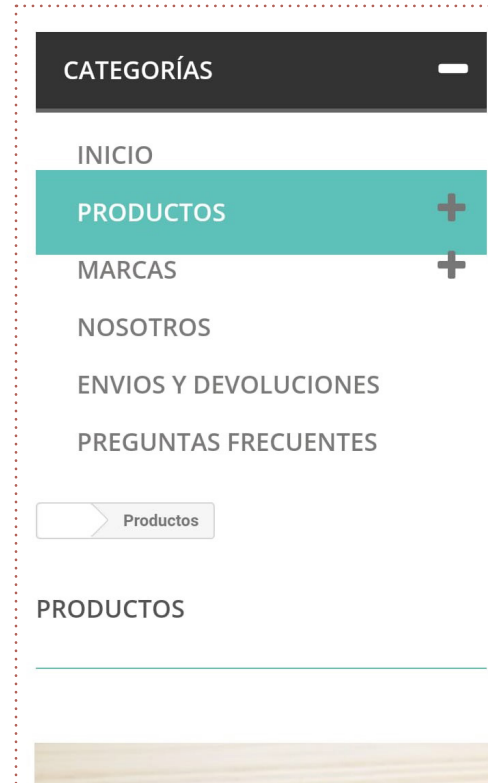 CATEGORÍAS
INICIO
PRODUCTOS
MARCAS
NOSOTROS
ENVIOS Y DEVOLUCIONES
PREGUNTAS FRECUENTES
Productos
PRODUCTOS